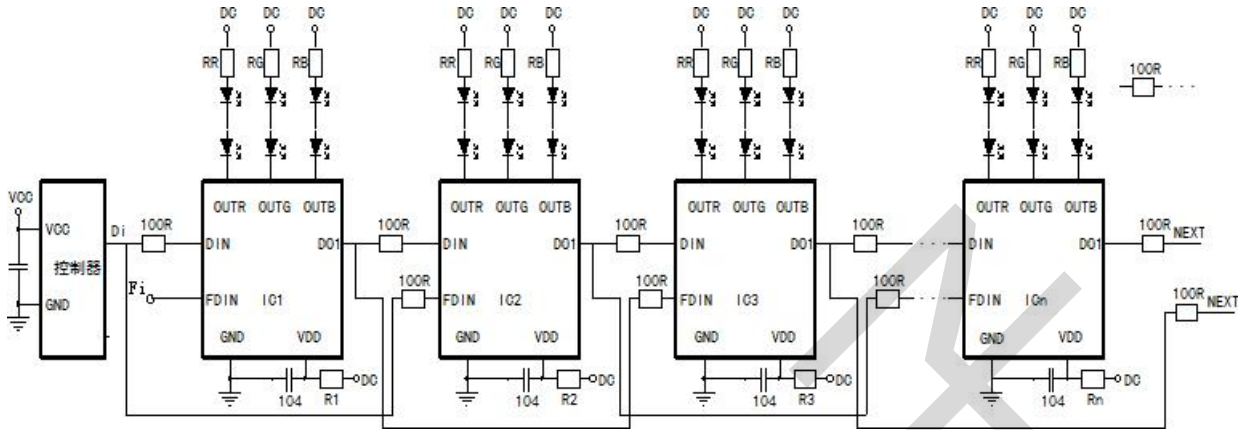 DC DC DC DC DC DC DC DC DC DC DC DC
RR RG RB RR RG RB RR RG RB RR RG RB 100R
VCC
VCC
控制器
GND
Di
100R
Fi
OUTR OUTG OUTB
DIN DO1
FDIN IC1
GND VDD
104 R1 DC
100R
100R
OUTR OUTG OUTB
DIN DO1
FDIN IC2
GND VDD
104 R2 DC
100R
100R
OUTR OUTG OUTB
DIN DO1
FDIN IC3
GND VDD
104 R3 DC
100R
100R
OUTR OUTG OUTB
DIN DO1
FDIN ICn
GND VDD
104 Rn DC
100R NEXT
100R NEXT